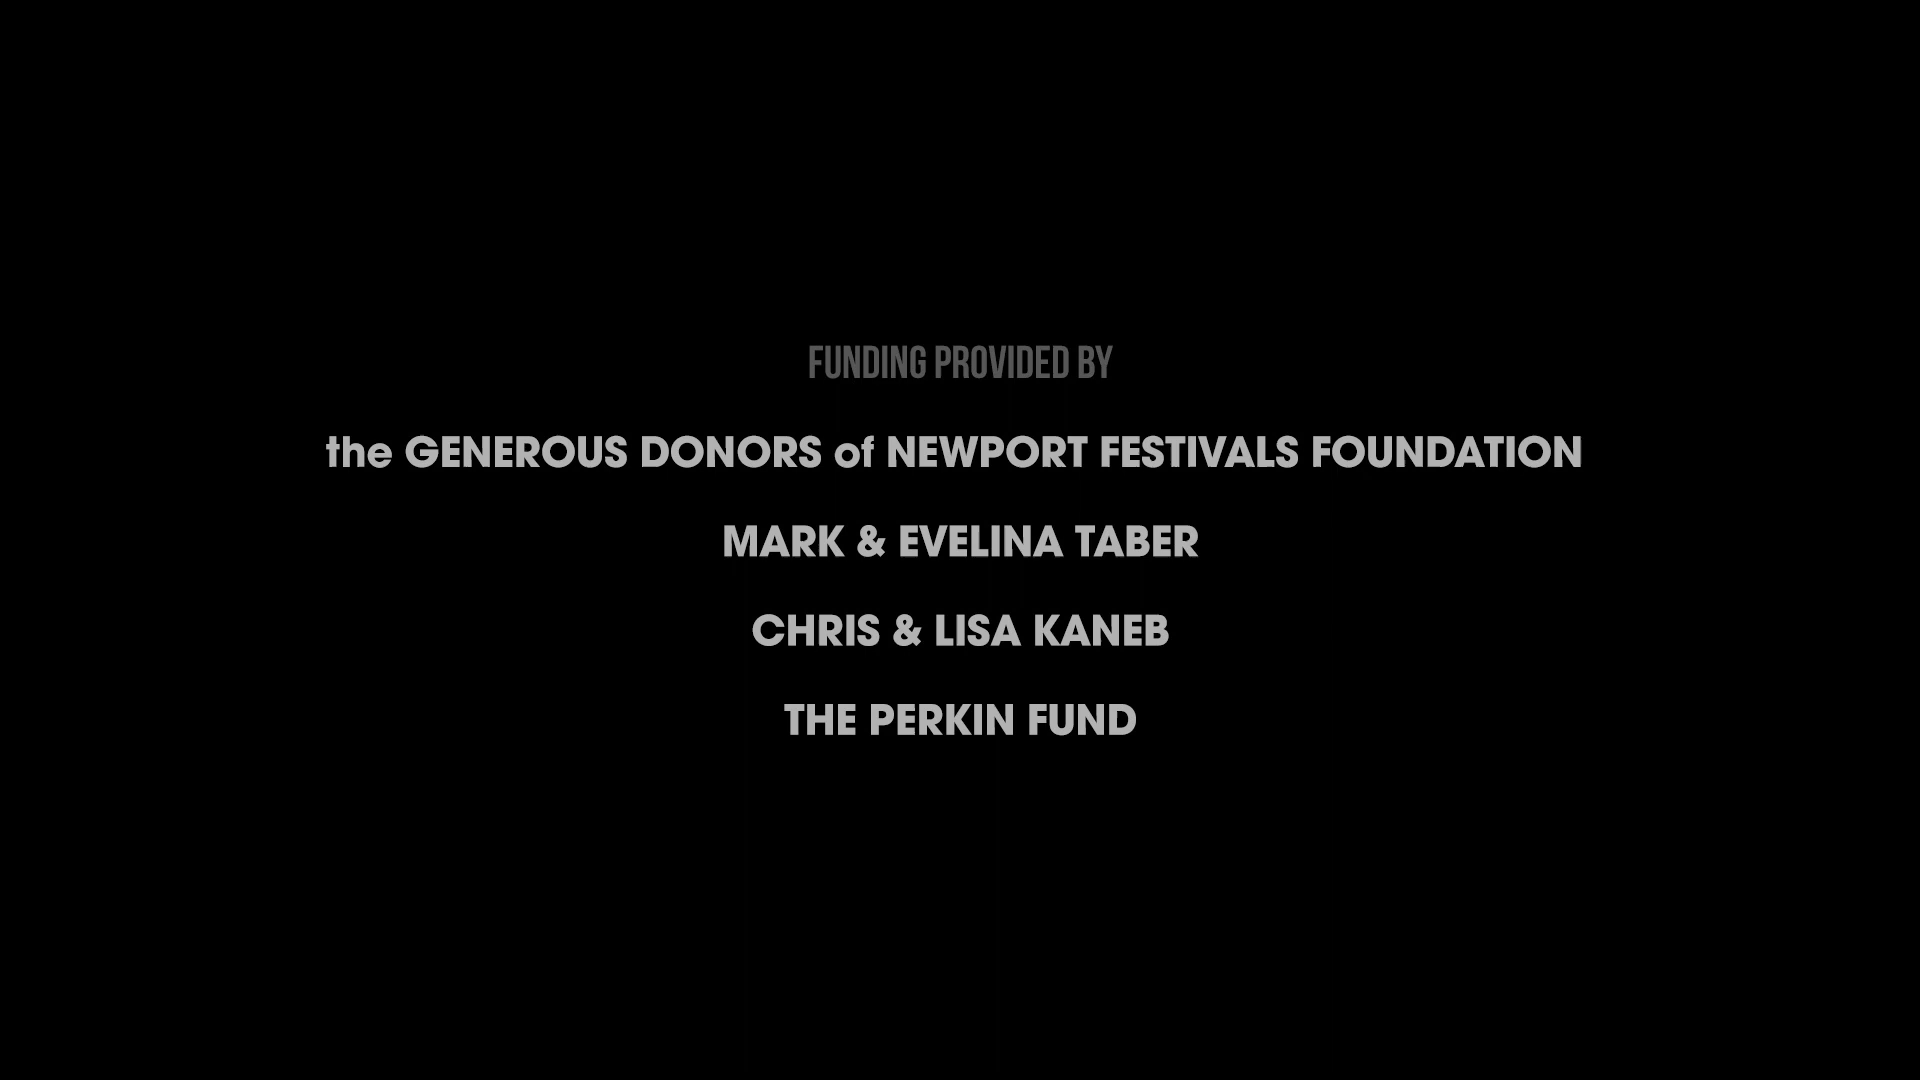 FUNDING PROVIDED BY
the GENEROUS DONORS of NEWPORT FESTIVALS FOUNDATION
MARK & EVELINA TABER
CHRIS & LISA KANEB
THE PERKIN FUND